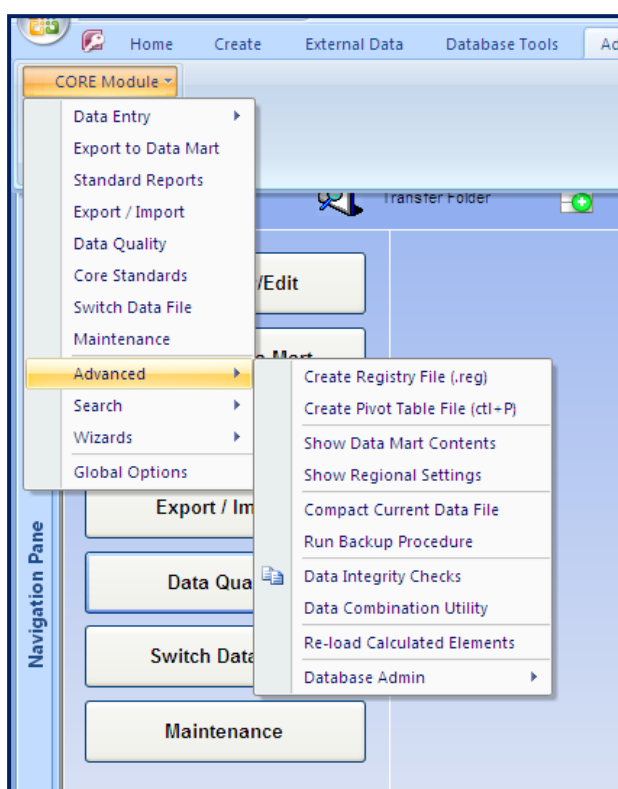 Home Create External Data Database Tools Ad
CORE Module
Data Entry
Export to Data Mart
Standard Reports
Export / Import
Data Quality
Core Standards
Switch Data File
Maintenance
Advanced
Search
Wizards
Global Options
Transfer Folder
/Edit
Mart
Create Registry File (.reg)
Create Pivot Table File (ctl+P)
Show Data Mart Contents
Show Regional Settings
Compact Current Data File
Run Backup Procedure
Data Integrity Checks
Data Combination Utility
Re-load Calculated Elements
Database Admin
Export / Im
Data Qua
Switch Data
Maintenance
Navigation Pane